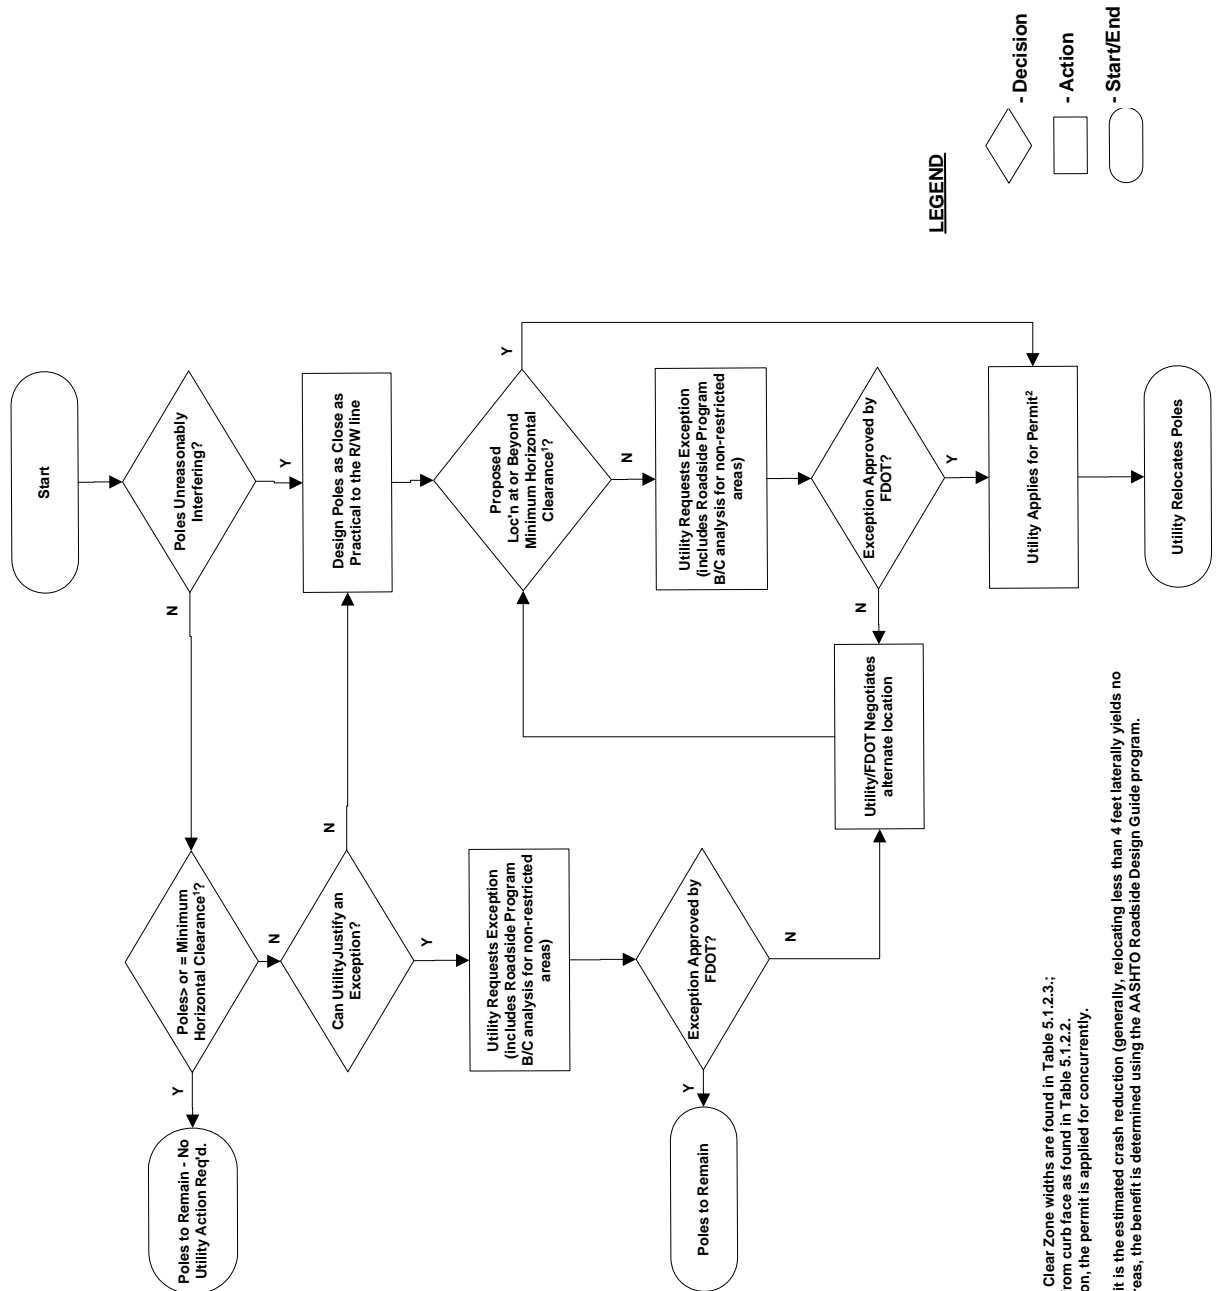 Start
Poles Unreasonably
Interfering?
Y
N
Poles> or = Minimum
Horizontal Clearance¹?
Y
N
Poles to Remain - No
Utility Action Req'd.
Can UtilityJustify an
Exception?
N
Y
Design Poles as Close as
Practical to the R/W line
Utility Requests Exception
(includes Roadside Program
B/C analysis for non-restricted
areas)
Exception Approved by
FDOT?
Y
N
Poles to Remain
Proposed
Loc'n at or Beyond
Minimum Horizontal
Clearance¹?
Y
N
Utility Requests Exception
(includes Roadside Program
B/C analysis for non-restricted
areas)
Exception Approved by
FDOT?
N
Y
Utility/FDOT Negotiates
alternate location
Utility Applies for Permit²
Utility Relocates Poles
LEGEND
- Decision
- Action
- Start/End
Clear Zone widths are found in Table 5.1.2.3.;
from curb face as found in Table 5.1.2.2.
on, the permit is applied for concurrently.
it is the estimated crash reduction (generally, relocating less than 4 feet laterally yields no
reas, the benefit is determined using the AASHTO Roadside Design Guide program.